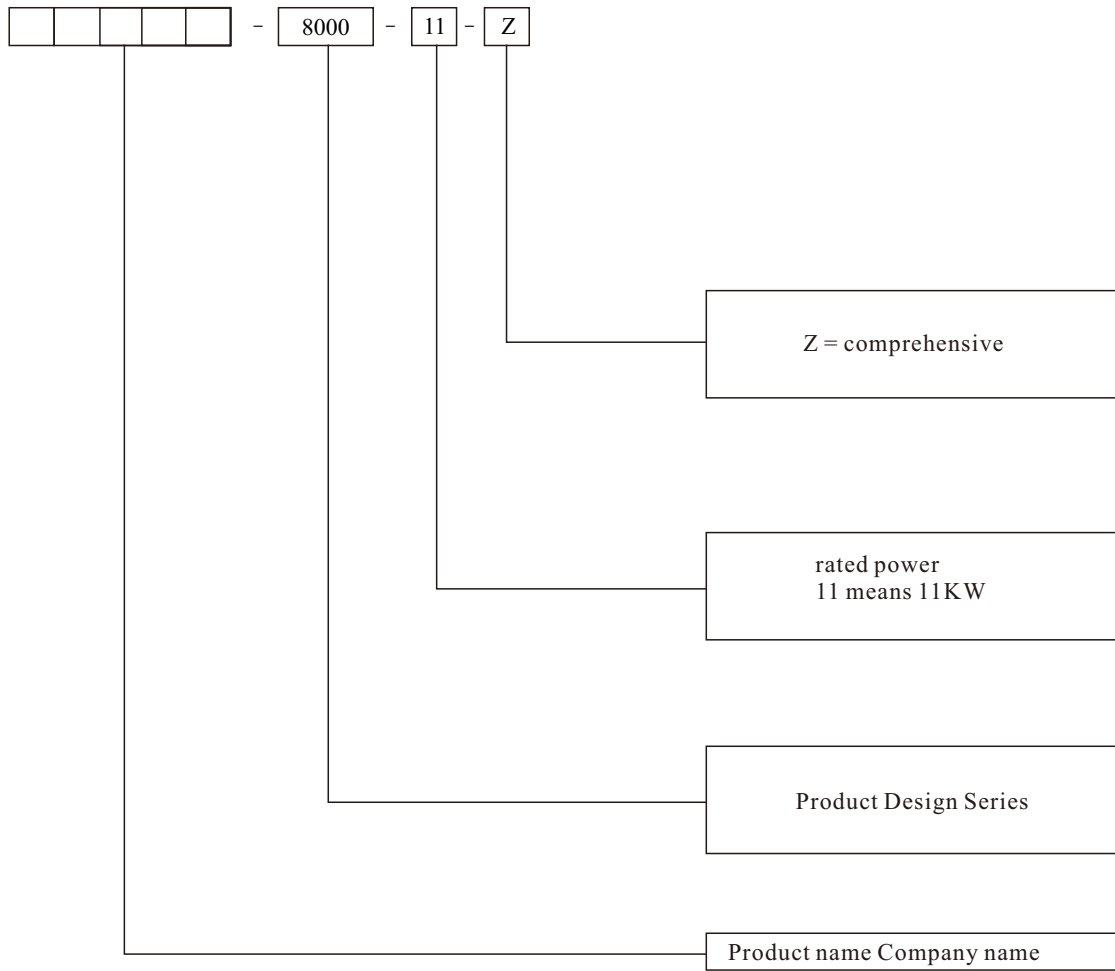 - 8000 - 11 - Z
Z = comprehensive
rated power
11 means 11KW
Product Design Series
Product name Company name